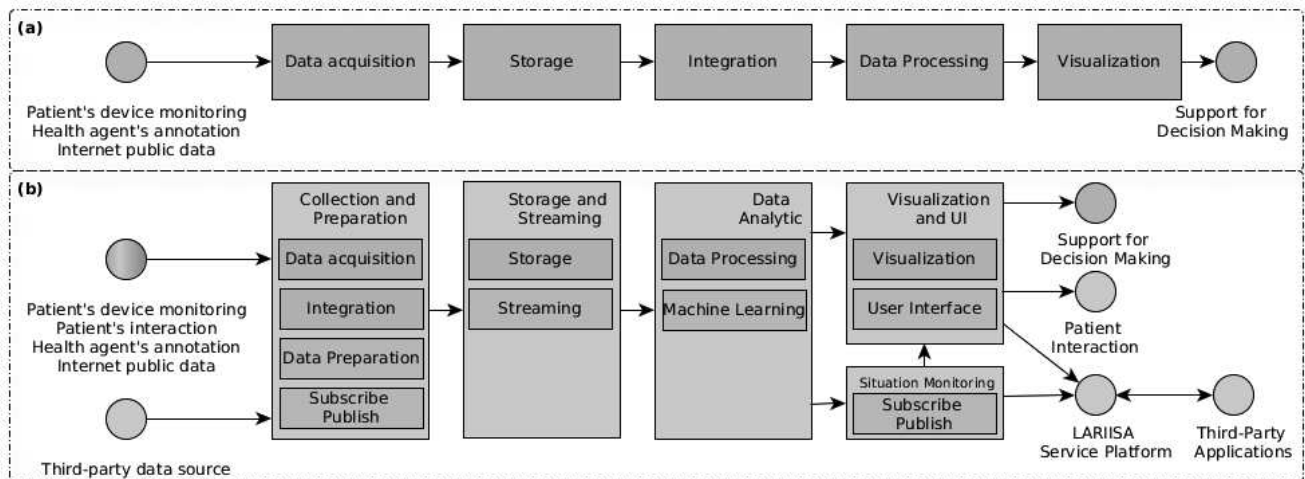 (a)
Data acquisition
Storage
Integration
Data Processing
Visualization
Patient's device monitoring
Health agent's annotation
Internet public data
Support for
Decision Making
(b)
Collection and
Preparation
Data acquisition
Integration
Data Preparation
Subscribe
Publish
Storage and
Streaming
Storage
Streaming
Data
Analytic
Data Processing
Machine Learning
Visualization
and UI
Visualization
User Interface
Situation Monitoring
Subscribe
Publish
Support for
Decision Making
Patient
Interaction
LARIISA
Service Platform
Third-Party
Applications
Patient's device monitoring
Patient's interaction
Health agent's annotation
Internet public data
Third-party data source